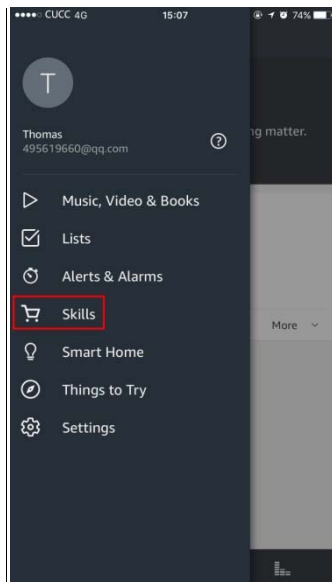 CUCC 4G 15:07 74%
T
Thomas
495619660@qq.com
ng matter.
Music, Video & Books
Lists
Alerts & Alarms
Skills
More
Smart Home
Things to Try
Settings